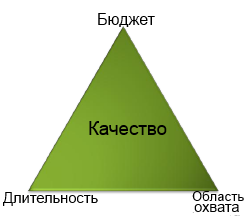 Бюджет
Качество
Длительность
Область
охвата